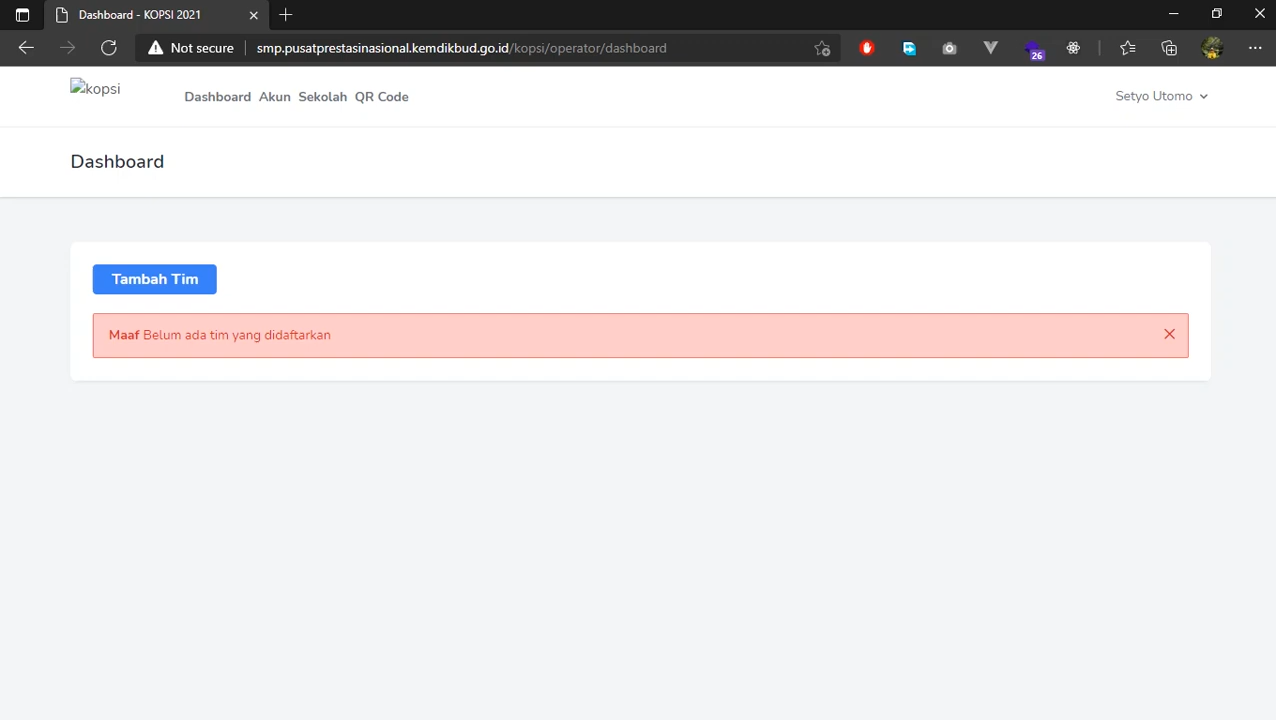 Dashboard - KOPSI 2021
Not secure
smp.pusatprestasinasional.kemdikbud.go.id/kopsi/operator/dashboard
26
kopsi
Dashboard Akun Sekolah QR Code
Setyo Utomo
Dashboard
Tambah Tim
Maaf Belum ada tim yang didaftarkan